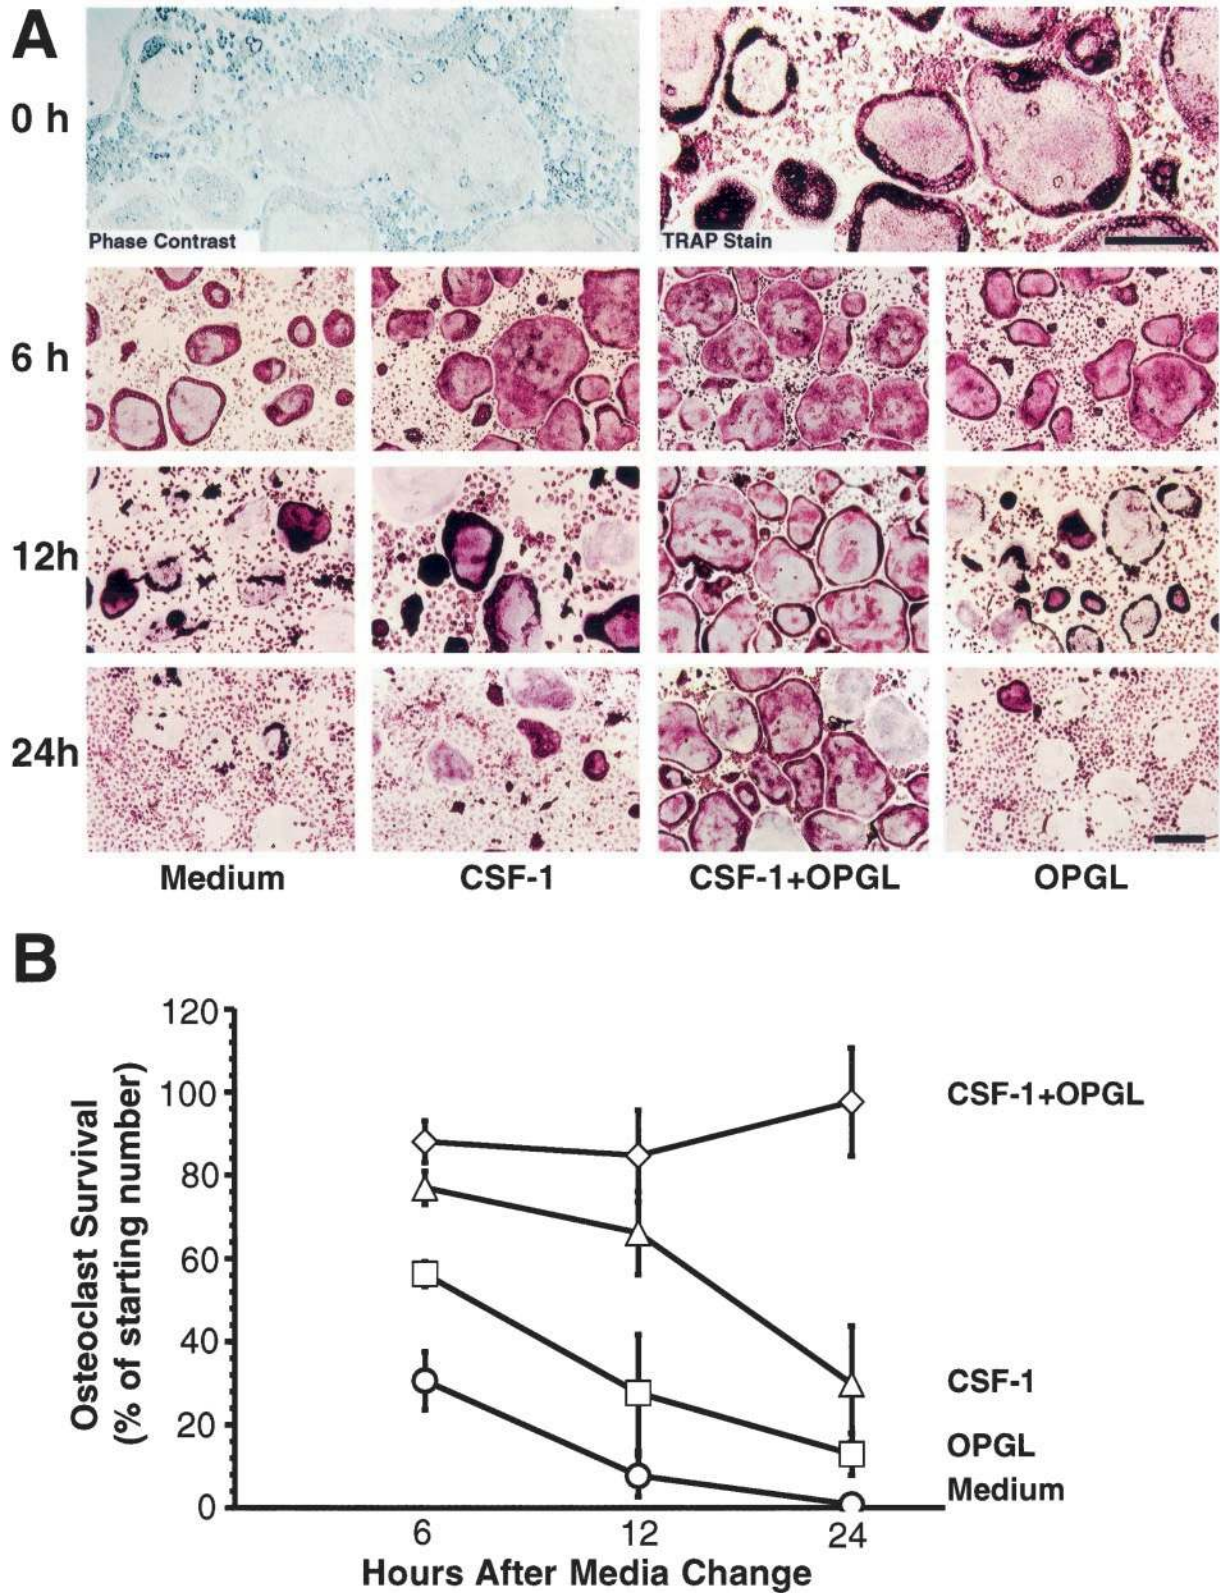 A
0 h
Phase Contrast
TRAP Stain
6 h
12h
24h
Medium
CSF-1
CSF-1+OPGL
OPGL
B
Osteoclast Survival
(% of starting number)
120
100
80
60
40
20
0
CSF-1+OPGL
CSF-1
OPGL
Medium
6
12
24
Hours After Media Change